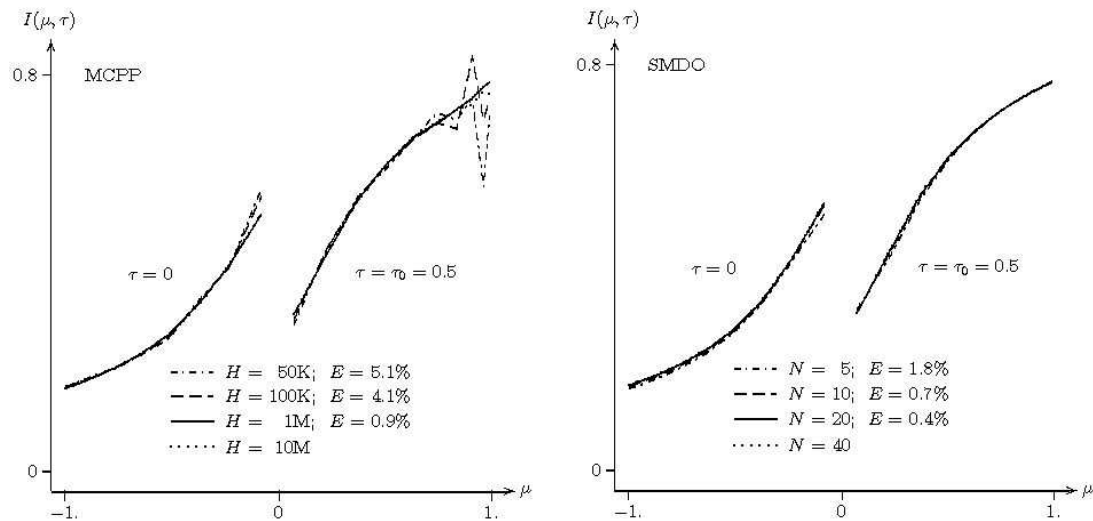 I(μ, τ)
0.8
MCPP
τ = 0
τ = τ₀ = 0.5
H = 50K; E = 5.1%
H = 100K; E = 4.1%
H = 1M; E = 0.9%
H = 10M
0
−1.
0
1.
μ
I(μ, τ)
0.8
SMDO
τ = 0
τ = τ₀ = 0.5
N = 5; E = 1.8%
N = 10; E = 0.7%
N = 20; E = 0.4%
N = 40
0
−1.
0
1.
μ